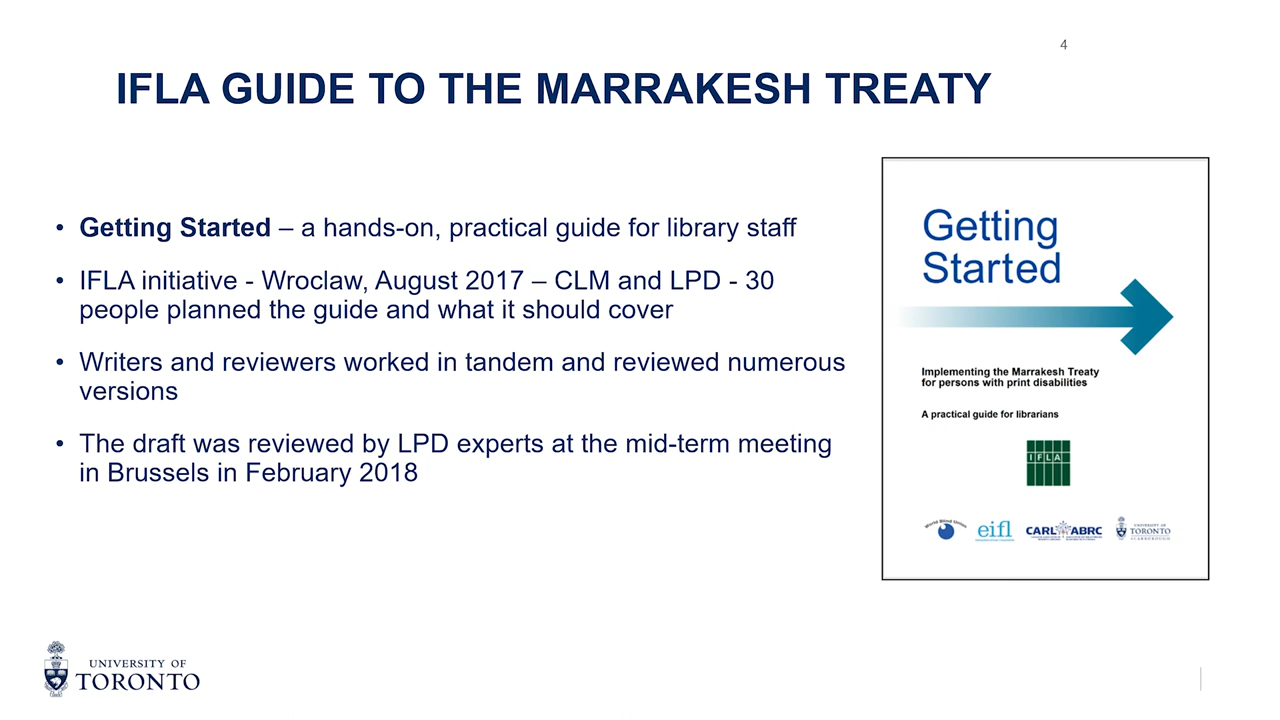 4
IFLA GUIDE TO THE MARRAKESH TREATY
• Getting Started – a hands-on, practical guide for library staff
• IFLA initiative - Wroclaw, August 2017 – CLM and LPD - 30
people planned the guide and what it should cover
• Writers and reviewers worked in tandem and reviewed numerous
versions
• The draft was reviewed by LPD experts at the mid-term meeting
in Brussels in February 2018
Getting
Started
Implementing the Marrakesh Treaty
for persons with print disabilities
A practical guide for librarians
IFLA
World Blind Union
eifl
CARL ABRC
UNIVERSITY OF
TORONTO
SCARBOROUGH
UNIVERSITY OF
TORONTO